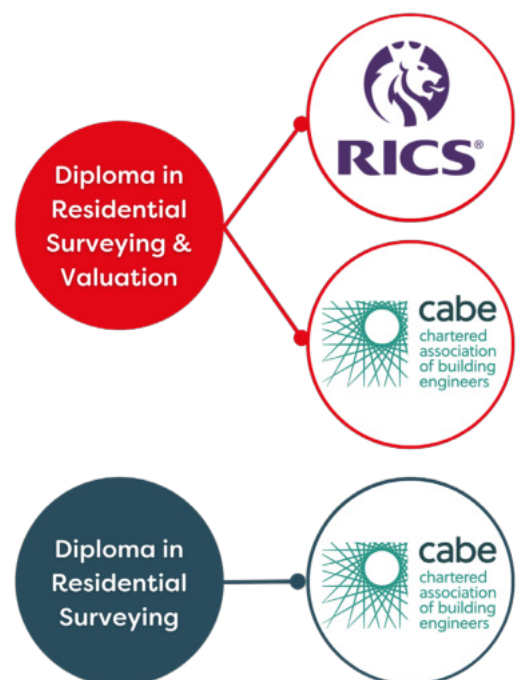 RICS®
Diploma in
Residential
Surveying &
Valuation
cabe
chartered
association
of building
engineers
Diploma in
Residential
Surveying
cabe
chartered
association
of building
engineers